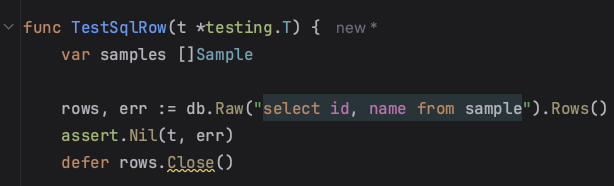 func TestSqlRow(t *testing.T) { new *
    var samples []Sample

    rows, err := db.Raw("select id, name from sample").Rows()
    assert.Nil(t, err)
    defer rows.Close()